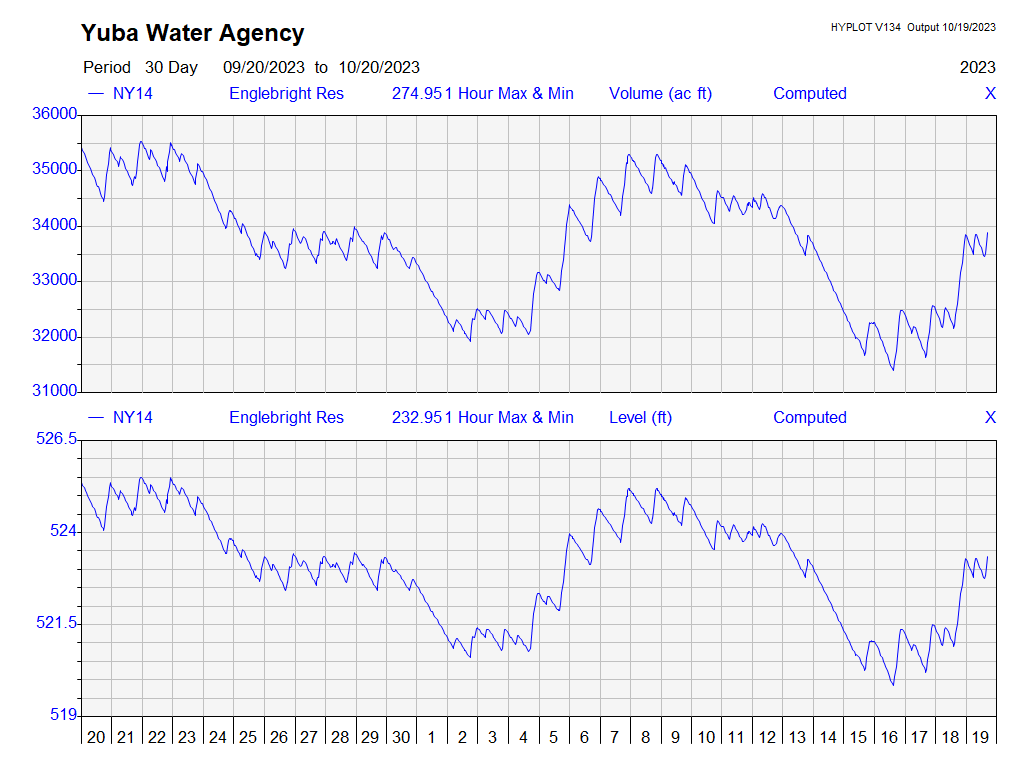 Yuba Water Agency
HYPLOT V134 Output 10/19/2023
Period 30 Day 09/20/2023 to 10/20/2023 2023
NY14 Englebright Res 274.951 Hour Max & Min Volume (ac ft) Computed X
36000
35000
34000
33000
32000
31000
NY14 Englebright Res 232.951 Hour Max & Min Level (ft) Computed X
526.5
524
521.5
519
20 21 22 23 24 25 26 27 28 29 30 1 2 3 4 5 6 7 8 9 10 11 12 13 14 15 16 17 18 19